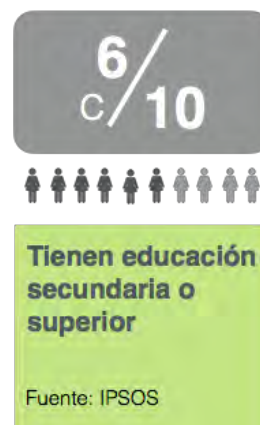 6
c/10
Tienen educación
secundaria o
superior
Fuente: IPSOS